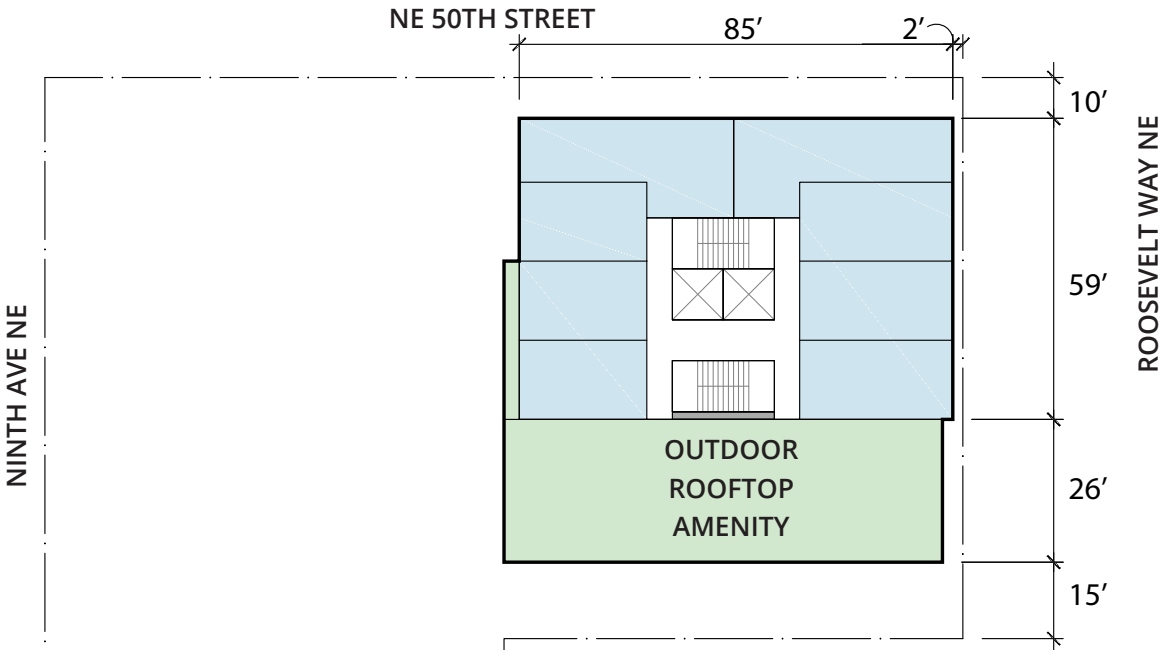 NE 50TH STREET
85′
2′
10′
ROOSEVELT WAY NE
59′
NINTH AVE NE
26′
OUTDOOR
ROOFTOP
AMENITY
15′